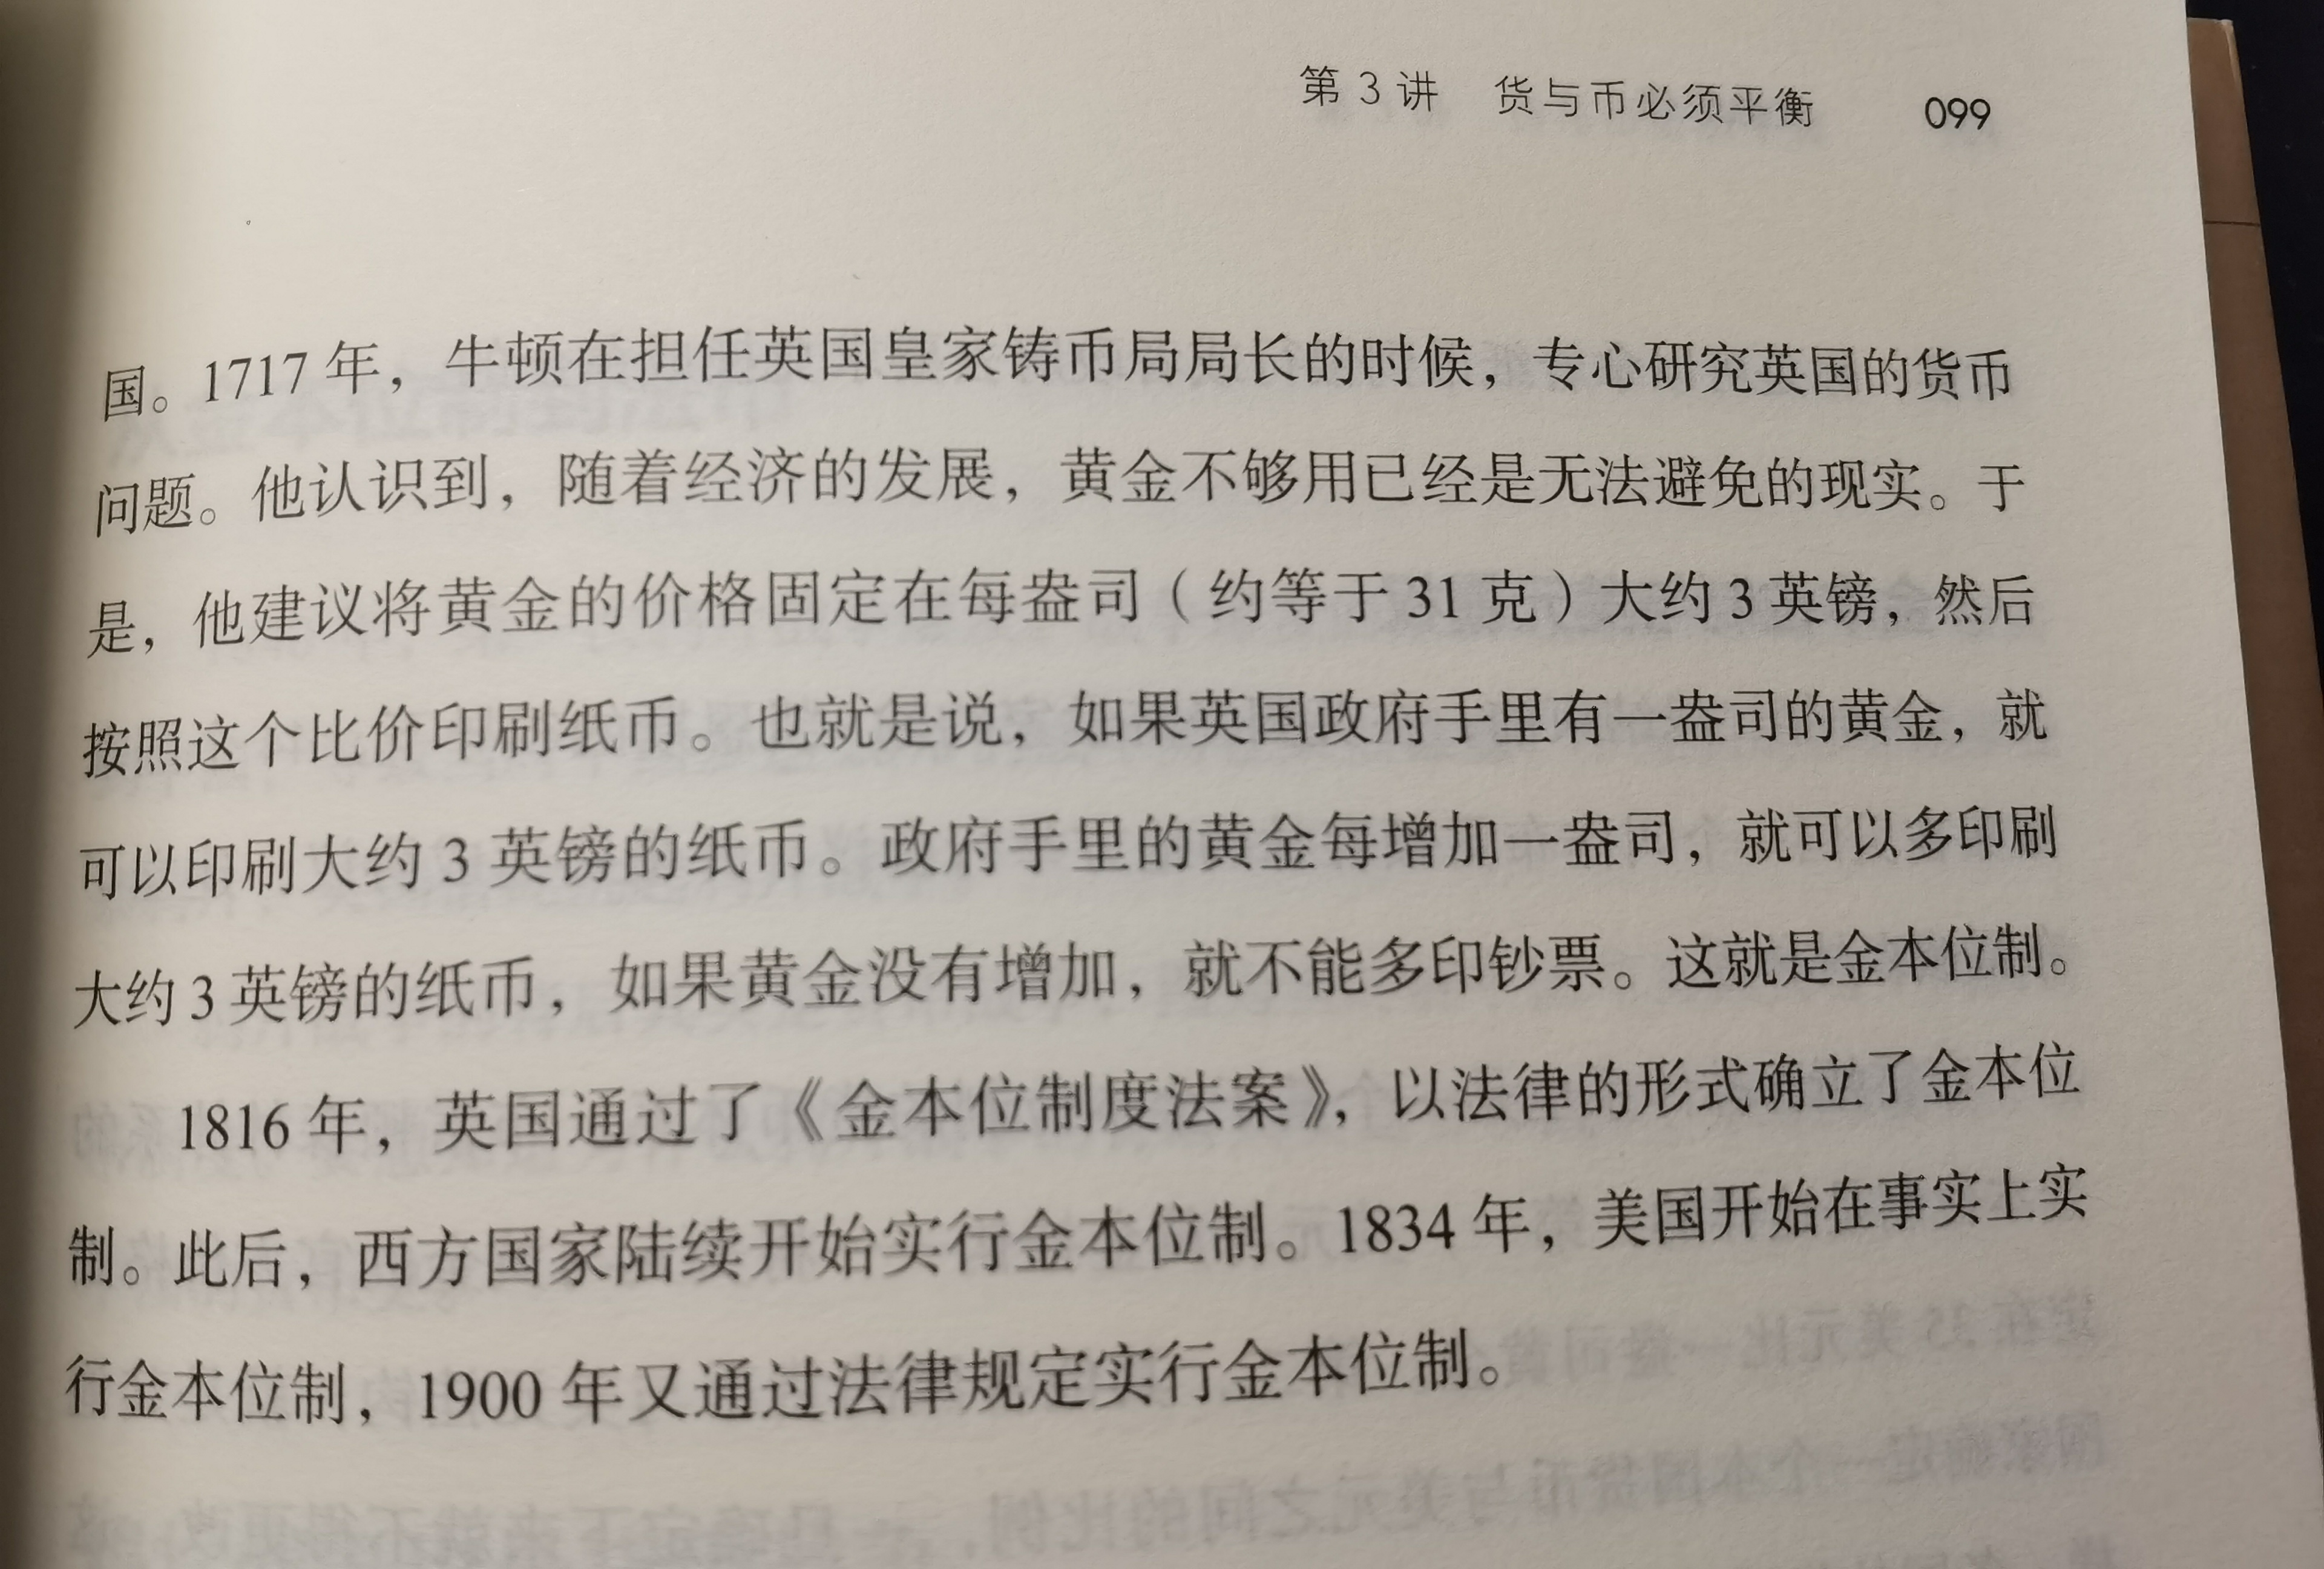 第 3 讲 货与币必须平衡 099
国。1717 年，牛顿在担任英国皇家铸币局局长的时候，专心研究英国的货币
问题。他认识到，随着经济的发展，黄金不够用已经是无法避免的现实。于
是，他建议将黄金的价格固定在每盎司（约等于 31 克）大约 3 英镑，然后
按照这个比价印刷纸币。也就是说，如果英国政府手里有一盎司的黄金，就
可以印刷大约 3 英镑的纸币。政府手里的黄金每增加一盎司，就可以多印刷
大约 3 英镑的纸币，如果黄金没有增加，就不能多印钞票。这就是金本位制。
1816 年，英国通过了《金本位制度法案》，以法律的形式确立了金本位
制。此后，西方国家陆续开始实行金本位制。1834 年，美国开始在事实上实
行金本位制，1900 年又通过法律规定实行金本位制。